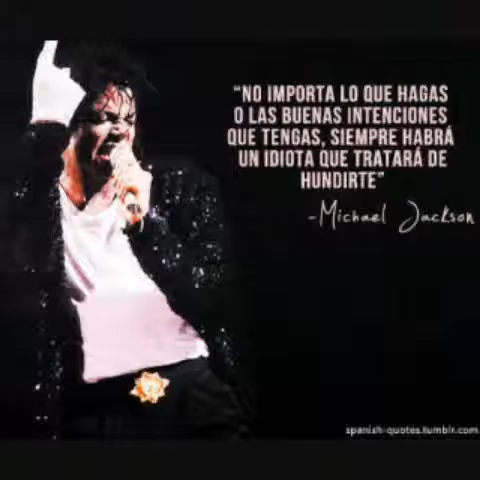 "NO IMPORTA LO QUE HAGAS
O LAS BUENAS INTENCIONES
QUE TENGAS, SIEMPRE HABRÁ
UN IDIOTA QUE TRATARÁ DE
HUNDIRTE"
-Michael Jackson
spanish-quotes.tumblr.com